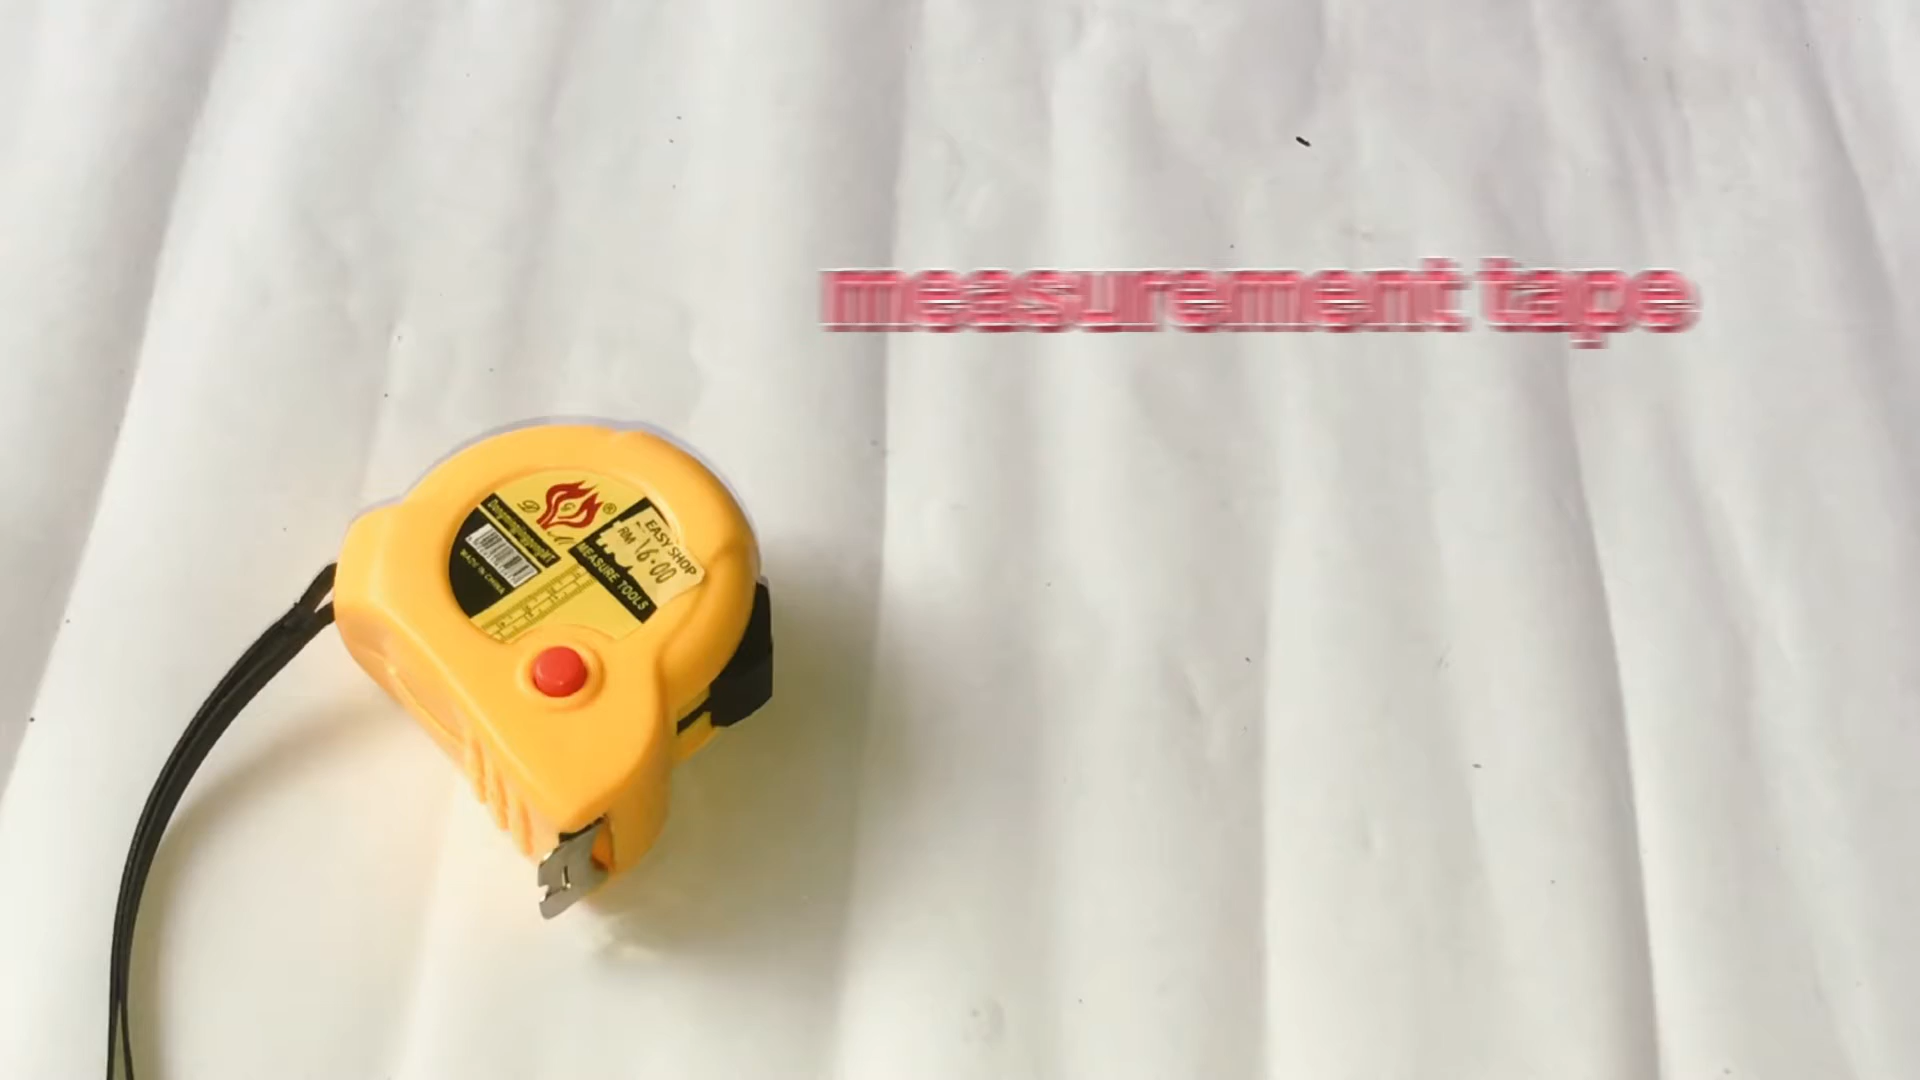 measurement tape
D G M ®
EASY SHOP
RM 16.00
MADE IN CHINA
MEASURE TOOLS